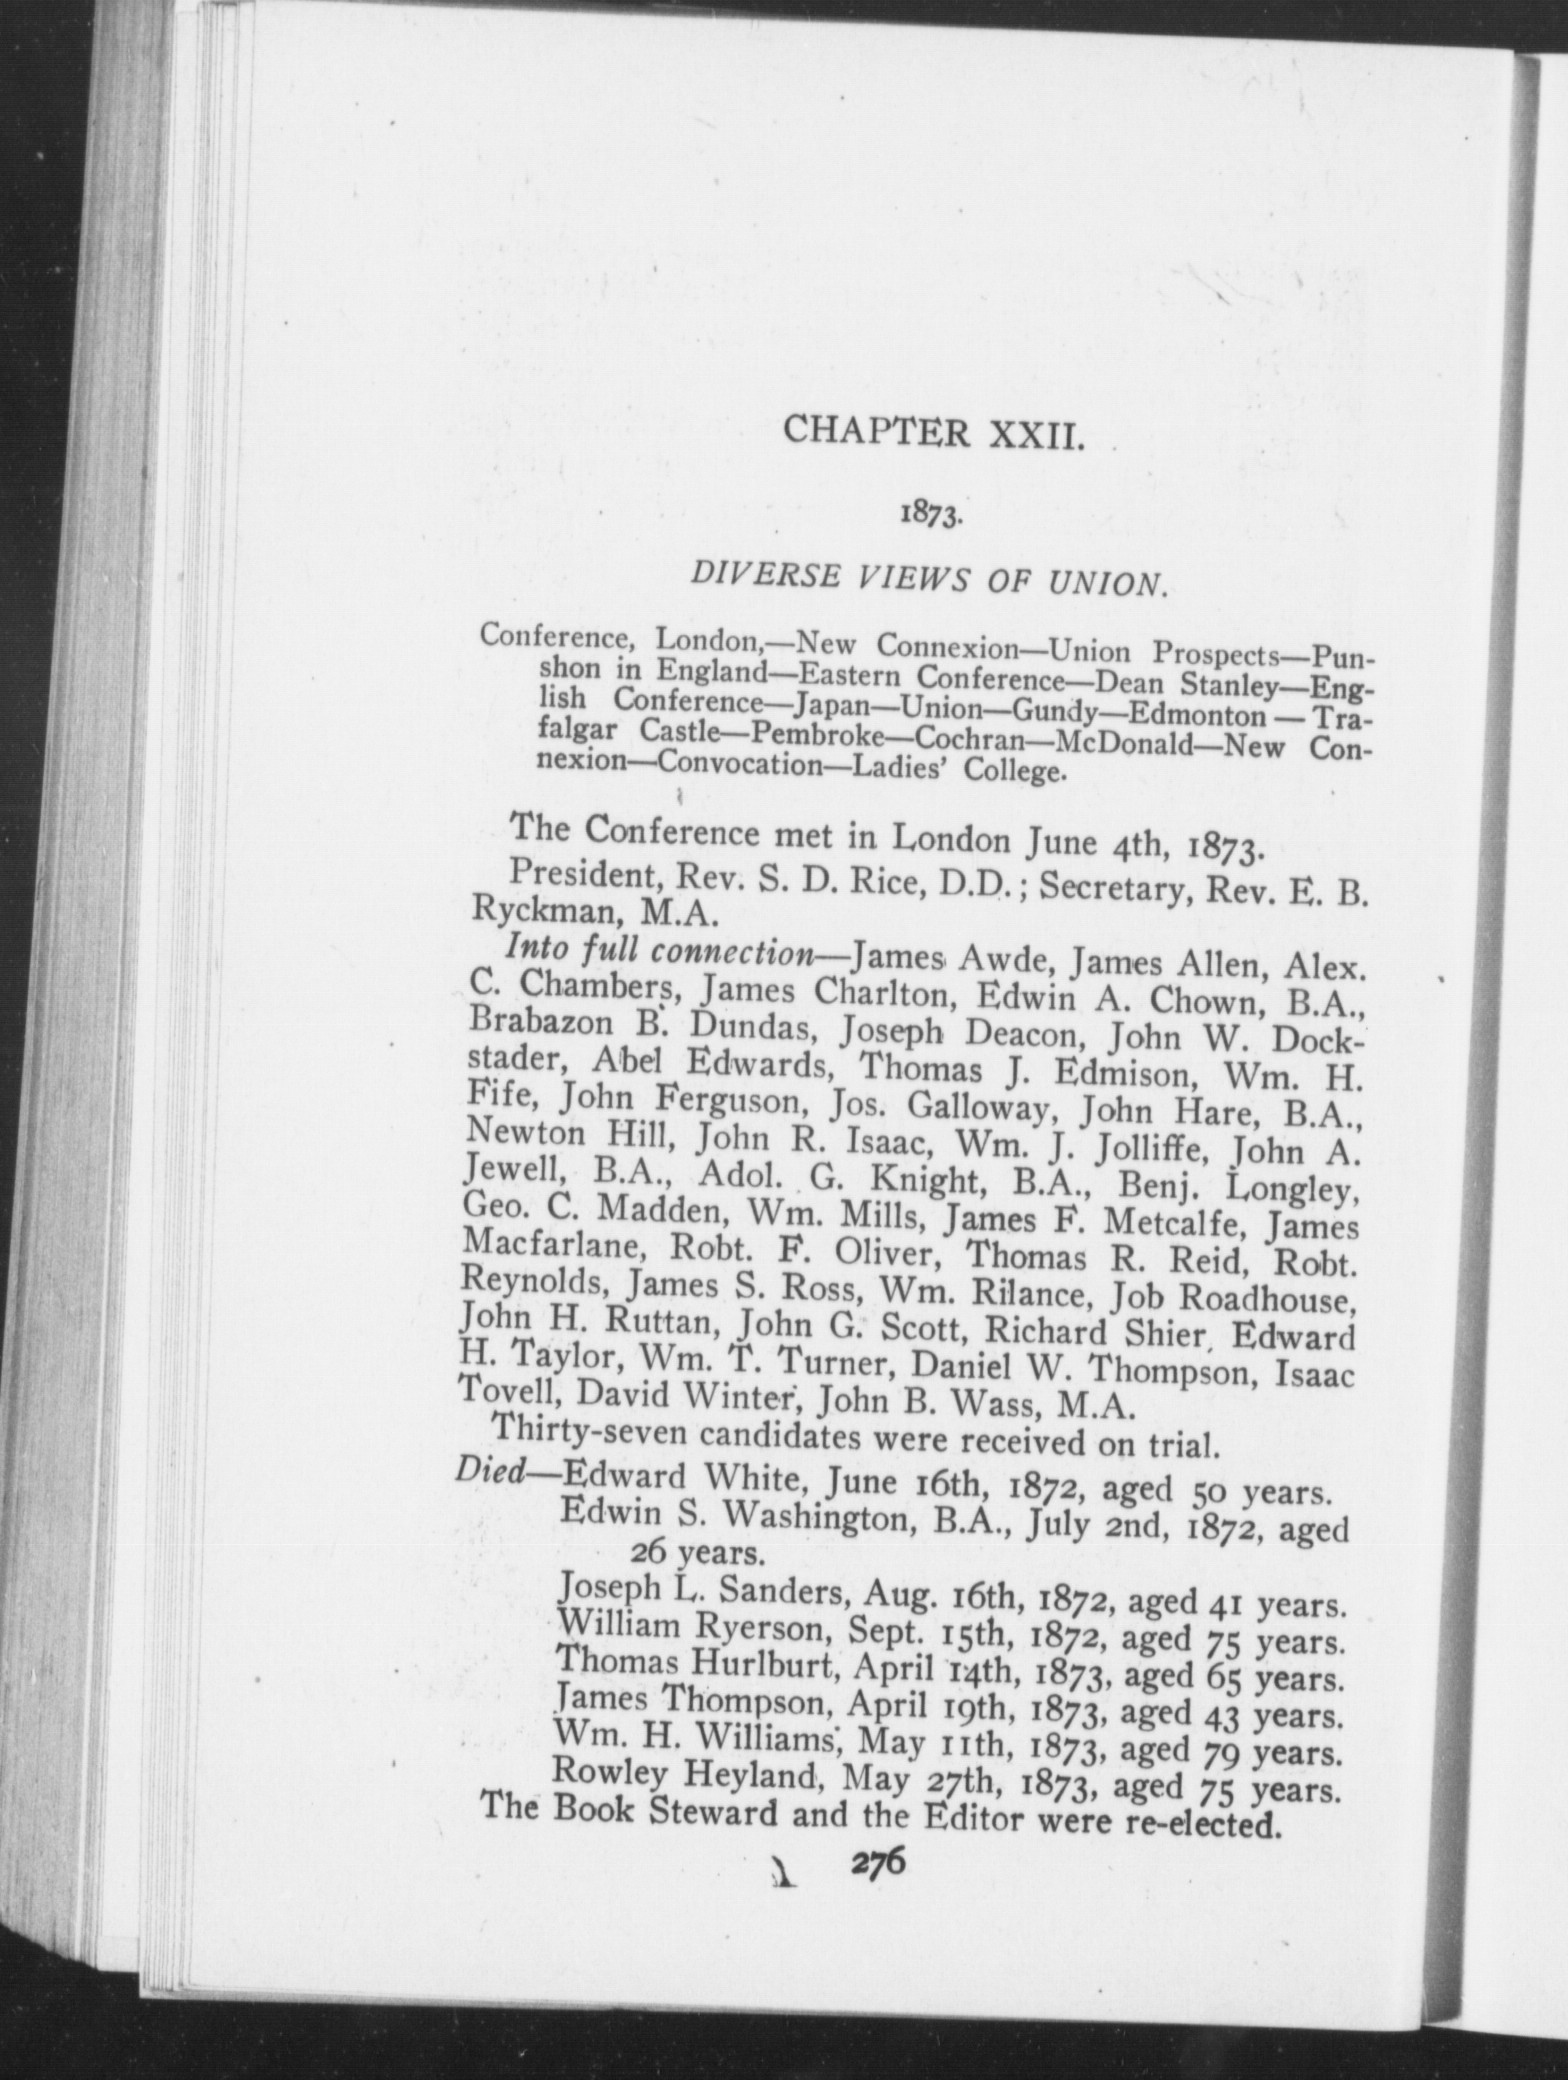 CHAPTER XXII.
1873.
DIVERSE VIEWS OF UNION.
Conference, London,—New Connexion—Union Prospects—Pun-
shon in England—Eastern Conference—Dean Stanley—Eng-
lish Conference—Japan—Union—Gundy—Edmonton—Tra-
falgar Castle—Pembroke—Cochran—McDonald—New Con-
nexion—Convocation—Ladies' College.
The Conference met in London June 4th, 1873.
President, Rev. S. D. Rice, D.D.; Secretary, Rev. E. B.
Ryckman, M.A.
Into full connection—James Awde, James Allen, Alex.
C. Chambers, James Charlton, Edwin A. Chown, B.A.,
Brabazon B. Dundas, Joseph Deacon, John W. Dock-
stader, Abel Edwards, Thomas J. Edmison, Wm. H.
Fife, John Ferguson, Jos. Galloway, John Hare, B.A.,
Newton Hill, John R. Isaac, Wm. J. Jolliffe, John A.
Jewell, B.A., Adol. G. Knight, B.A., Benj. Longley,
Geo. C. Madden, Wm. Mills, James F. Metcalfe, James
Macfarlane, Robt. F. Oliver, Thomas R. Reid, Robt.
Reynolds, James S. Ross, Wm. Rilance, Job Roadhouse,
John H. Ruttan, John G. Scott, Richard Shier, Edward
H. Taylor, Wm. T. Turner, Daniel W. Thompson, Isaac
Tovell, David Winter, John B. Wass, M.A.
Thirty-seven candidates were received on trial.
Died—Edward White, June 16th, 1872, aged 50 years.
Edwin S. Washington, B.A., July 2nd, 1872, aged
26 years.
Joseph L. Sanders, Aug. 16th, 1872, aged 41 years.
William Ryerson, Sept. 15th, 1872, aged 75 years.
Thomas Hurlburt, April 14th, 1873, aged 65 years.
James Thompson, April 19th, 1873, aged 43 years.
Wm. H. Williams, May 11th, 1873, aged 79 years.
Rowley Heyland, May 27th, 1873, aged 75 years.
The Book Steward and the Editor were re-elected.
276